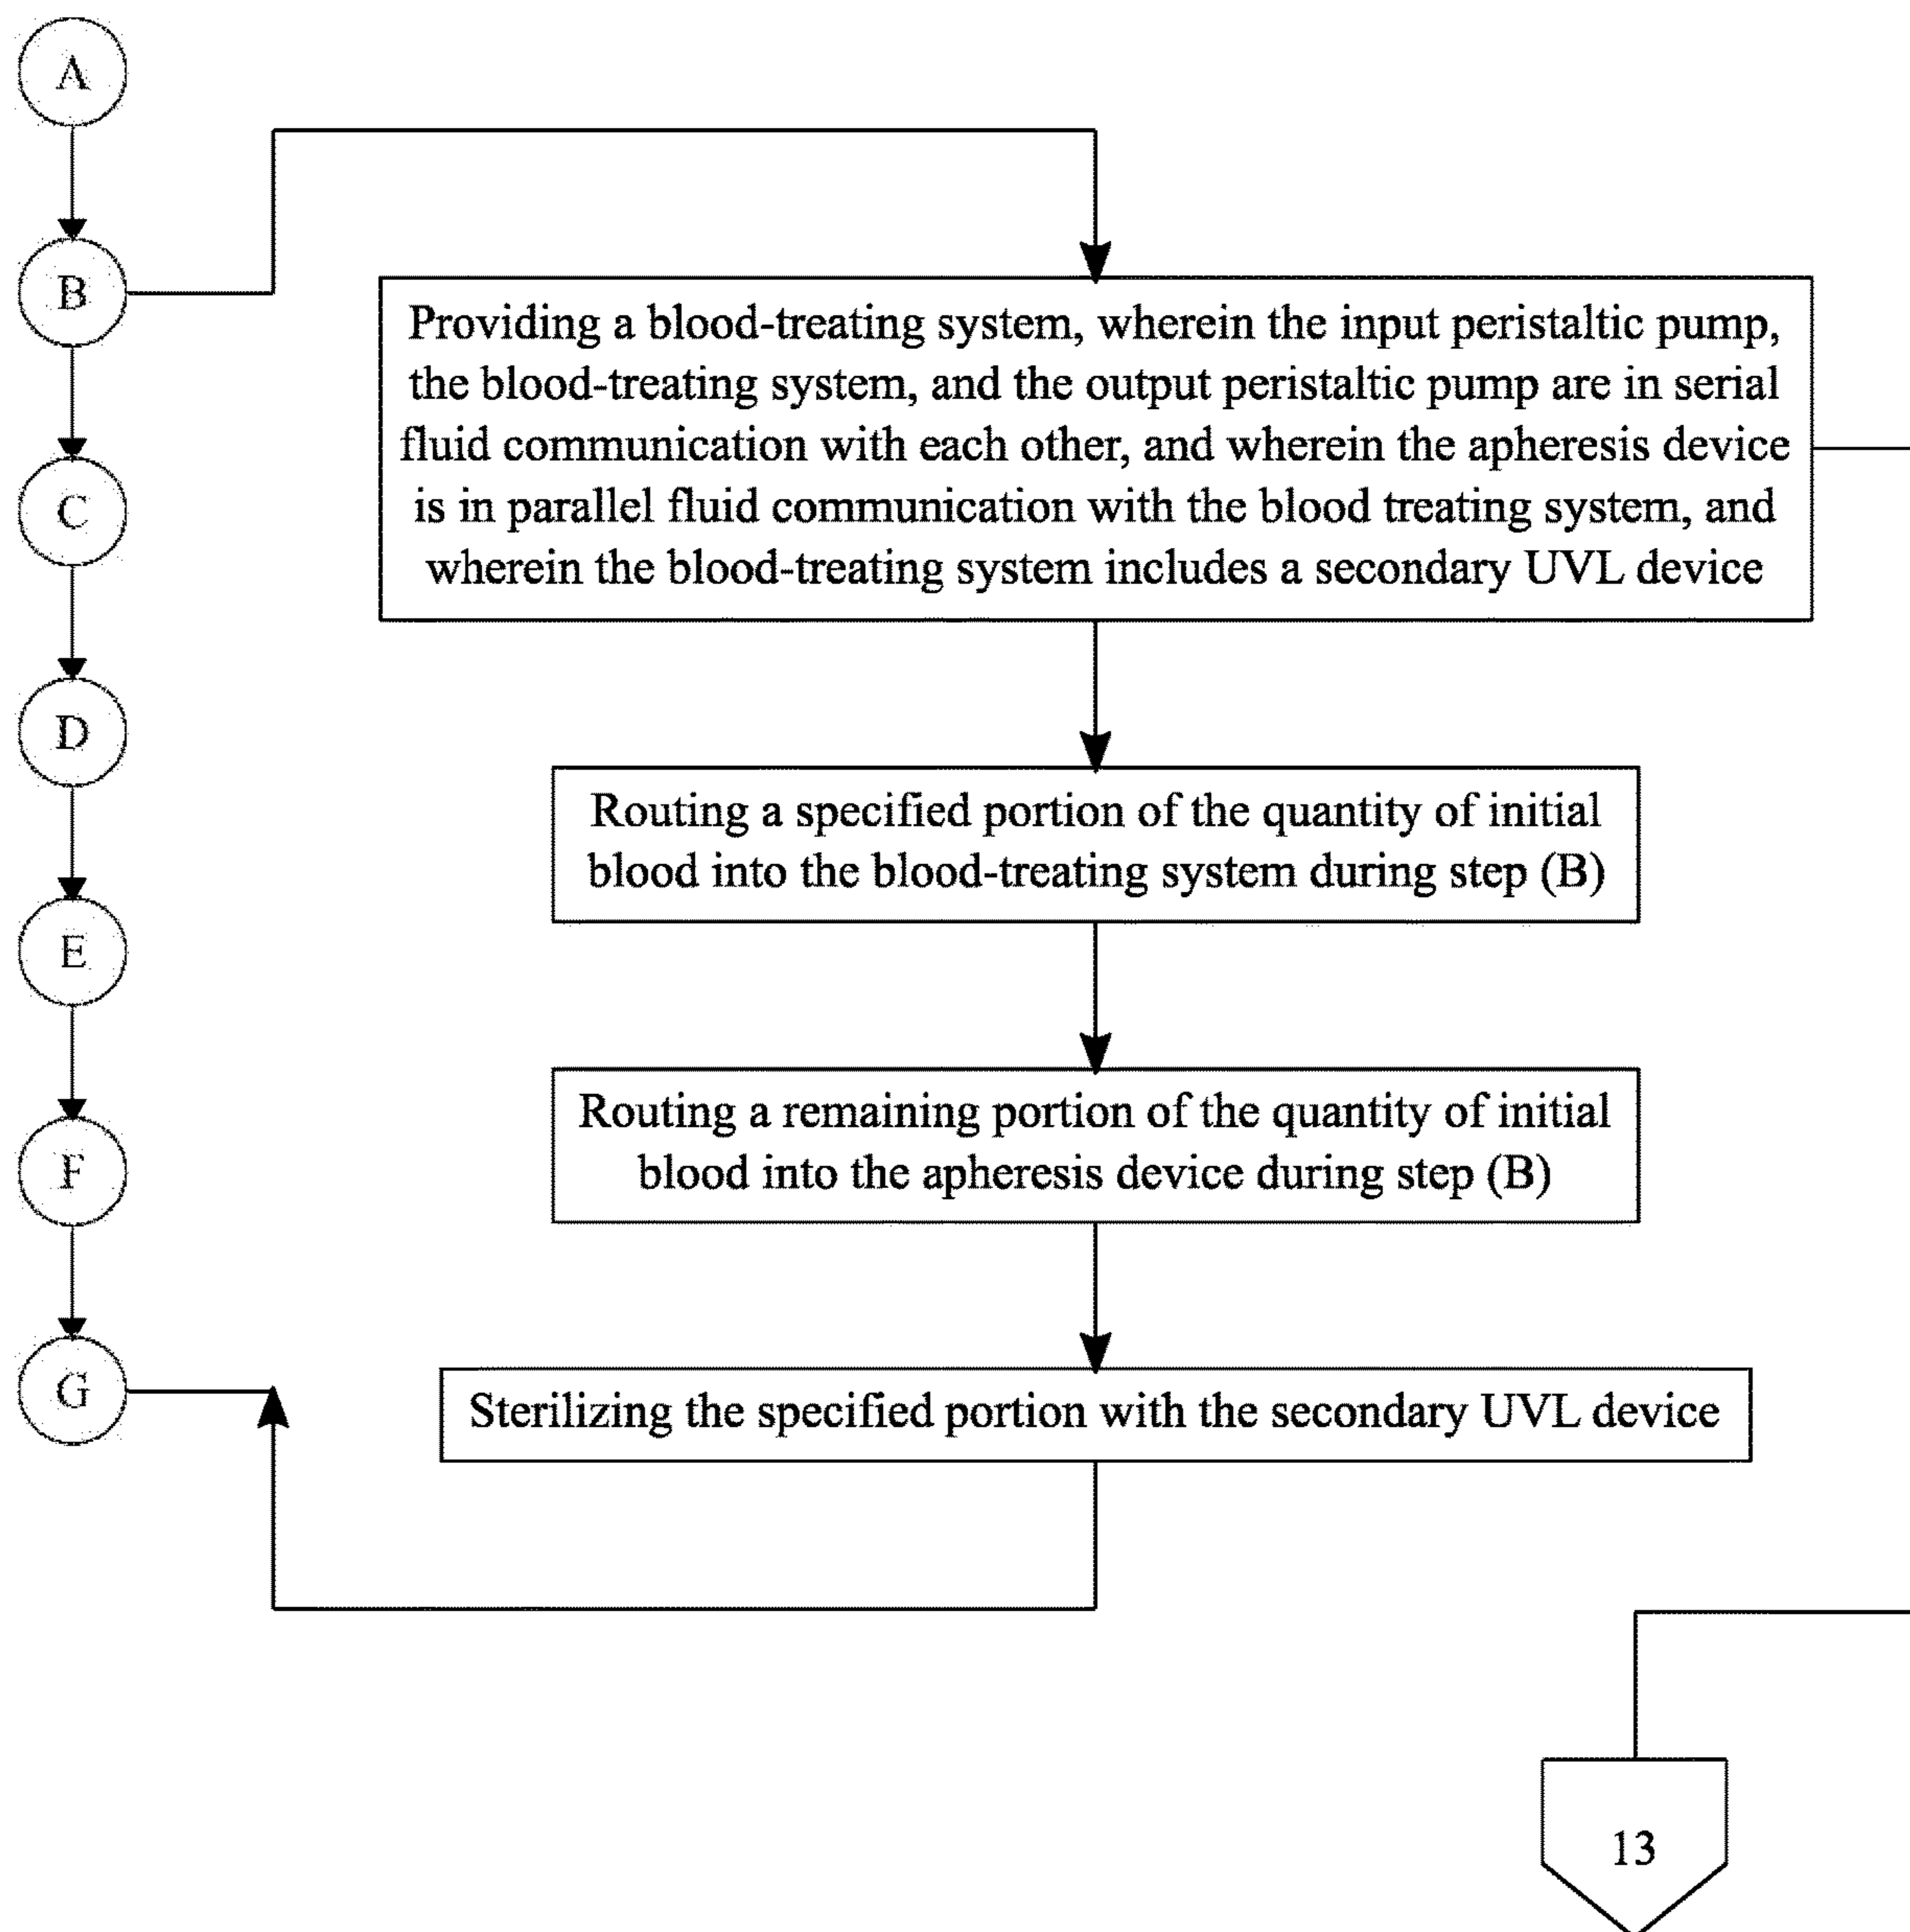 A
B
Providing a blood-treating system, wherein the input peristaltic pump,
the blood-treating system, and the output peristaltic pump are in serial
fluid communication with each other, and wherein the apheresis device
is in parallel fluid communication with the blood treating system, and
wherein the blood-treating system includes a secondary UVL device
C
D
Routing a specified portion of the quantity of initial
blood into the blood-treating system during step (B)
E
Routing a remaining portion of the quantity of initial
blood into the apheresis device during step (B)
F
G
Sterilizing the specified portion with the secondary UVL device
13